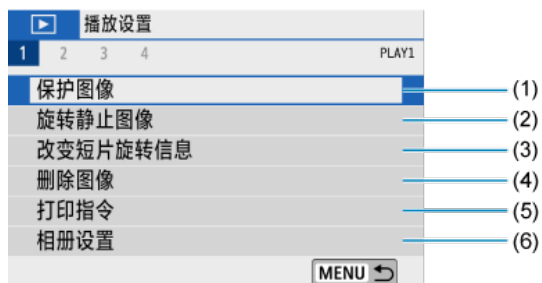 播放设置
1 2 3 4 PLAY1
保护图像 (1)
旋转静止图像 (2)
改变短片旋转信息 (3)
删除图像 (4)
打印指令 (5)
相册设置 (6)
MENU